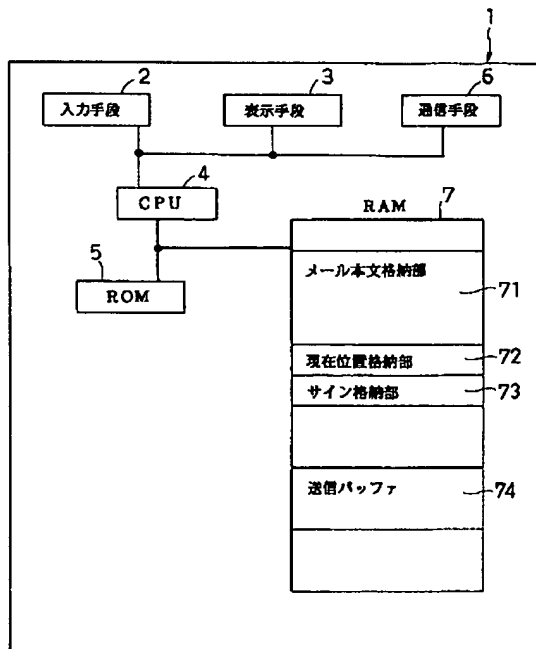 1
2
3
6
入力手段
表示手段
通信手段
4
CPU
RAM
7
5
ROM
メール本文格納部
71
現在位置格納部
72
サイン格納部
73
送信バッファ
74